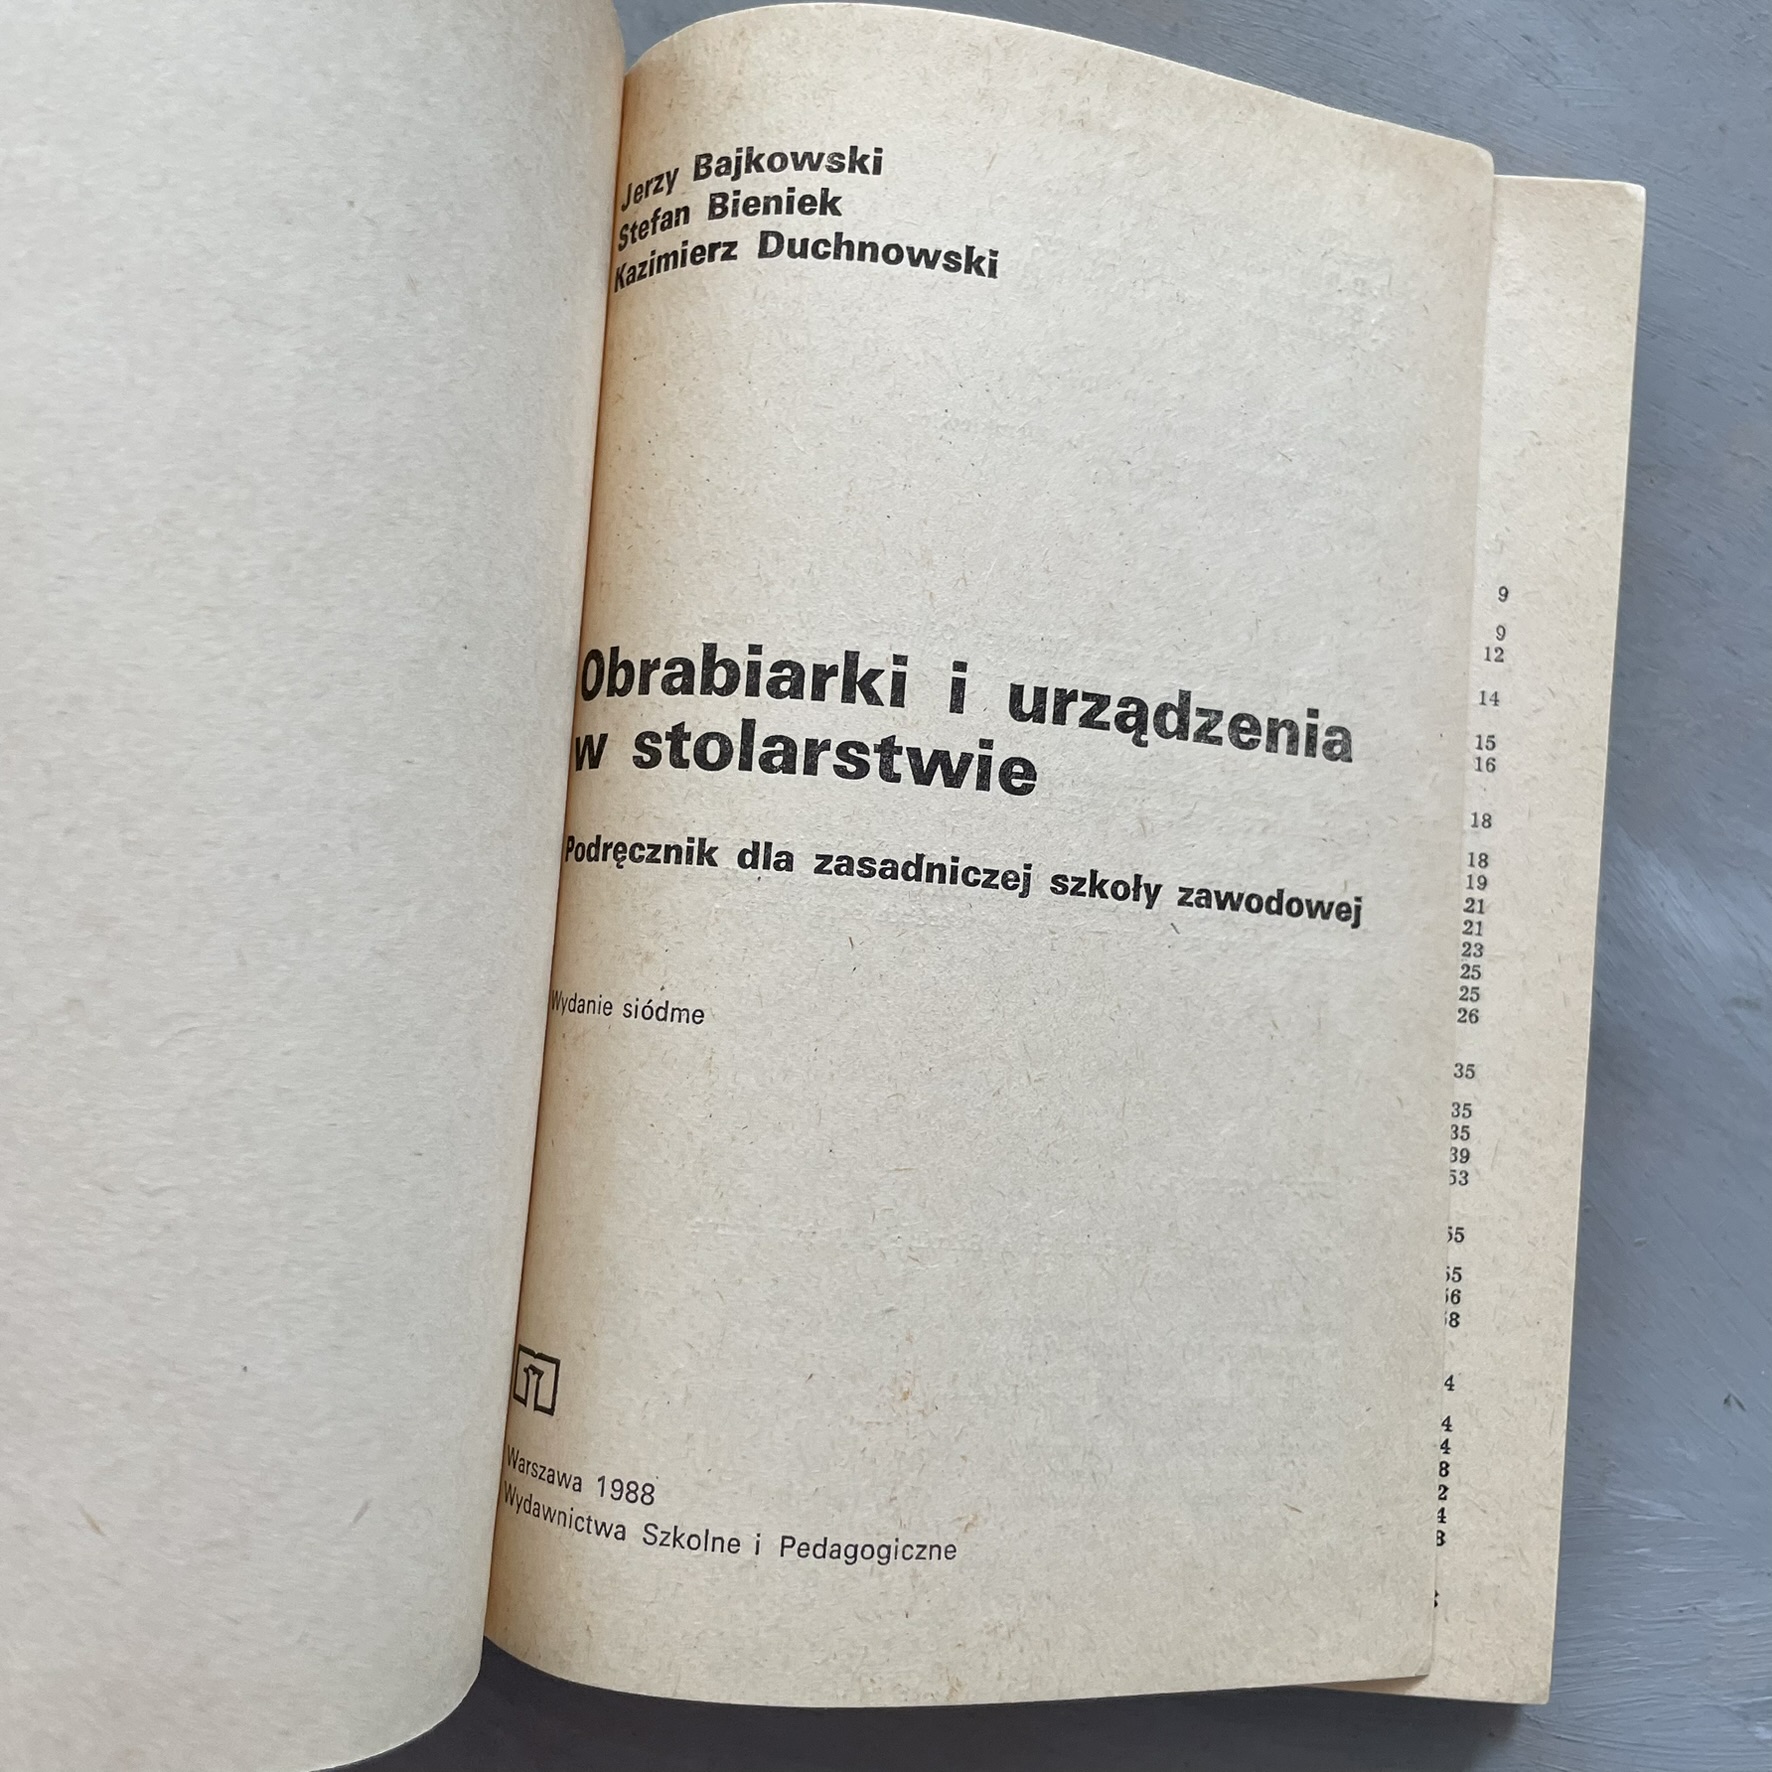 Jerzy Bajkowski
Stefan Bieniek
Kazimierz Duchnowski
Obrabiarki i urządzenia
w stolarstwie
Podręcznik dla zasadniczej szkoły zawodowej
Wydanie siódme
Warszawa 1988
Wydawnictwa Szkolne i Pedagogiczne
9
9
12
14
15
16
18
18
19
21
21
23
25
25
26
35
35
35
39
53